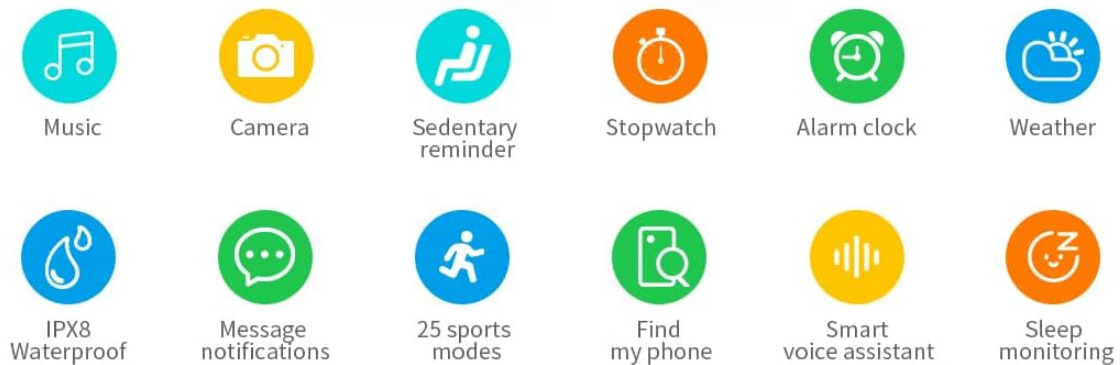 Music
Camera
Sedentary
reminder
Stopwatch
Alarm clock
Weather
IPX8
Waterproof
Message
notifications
25 sports
modes
Find
my phone
Smart
voice assistant
Sleep
monitoring